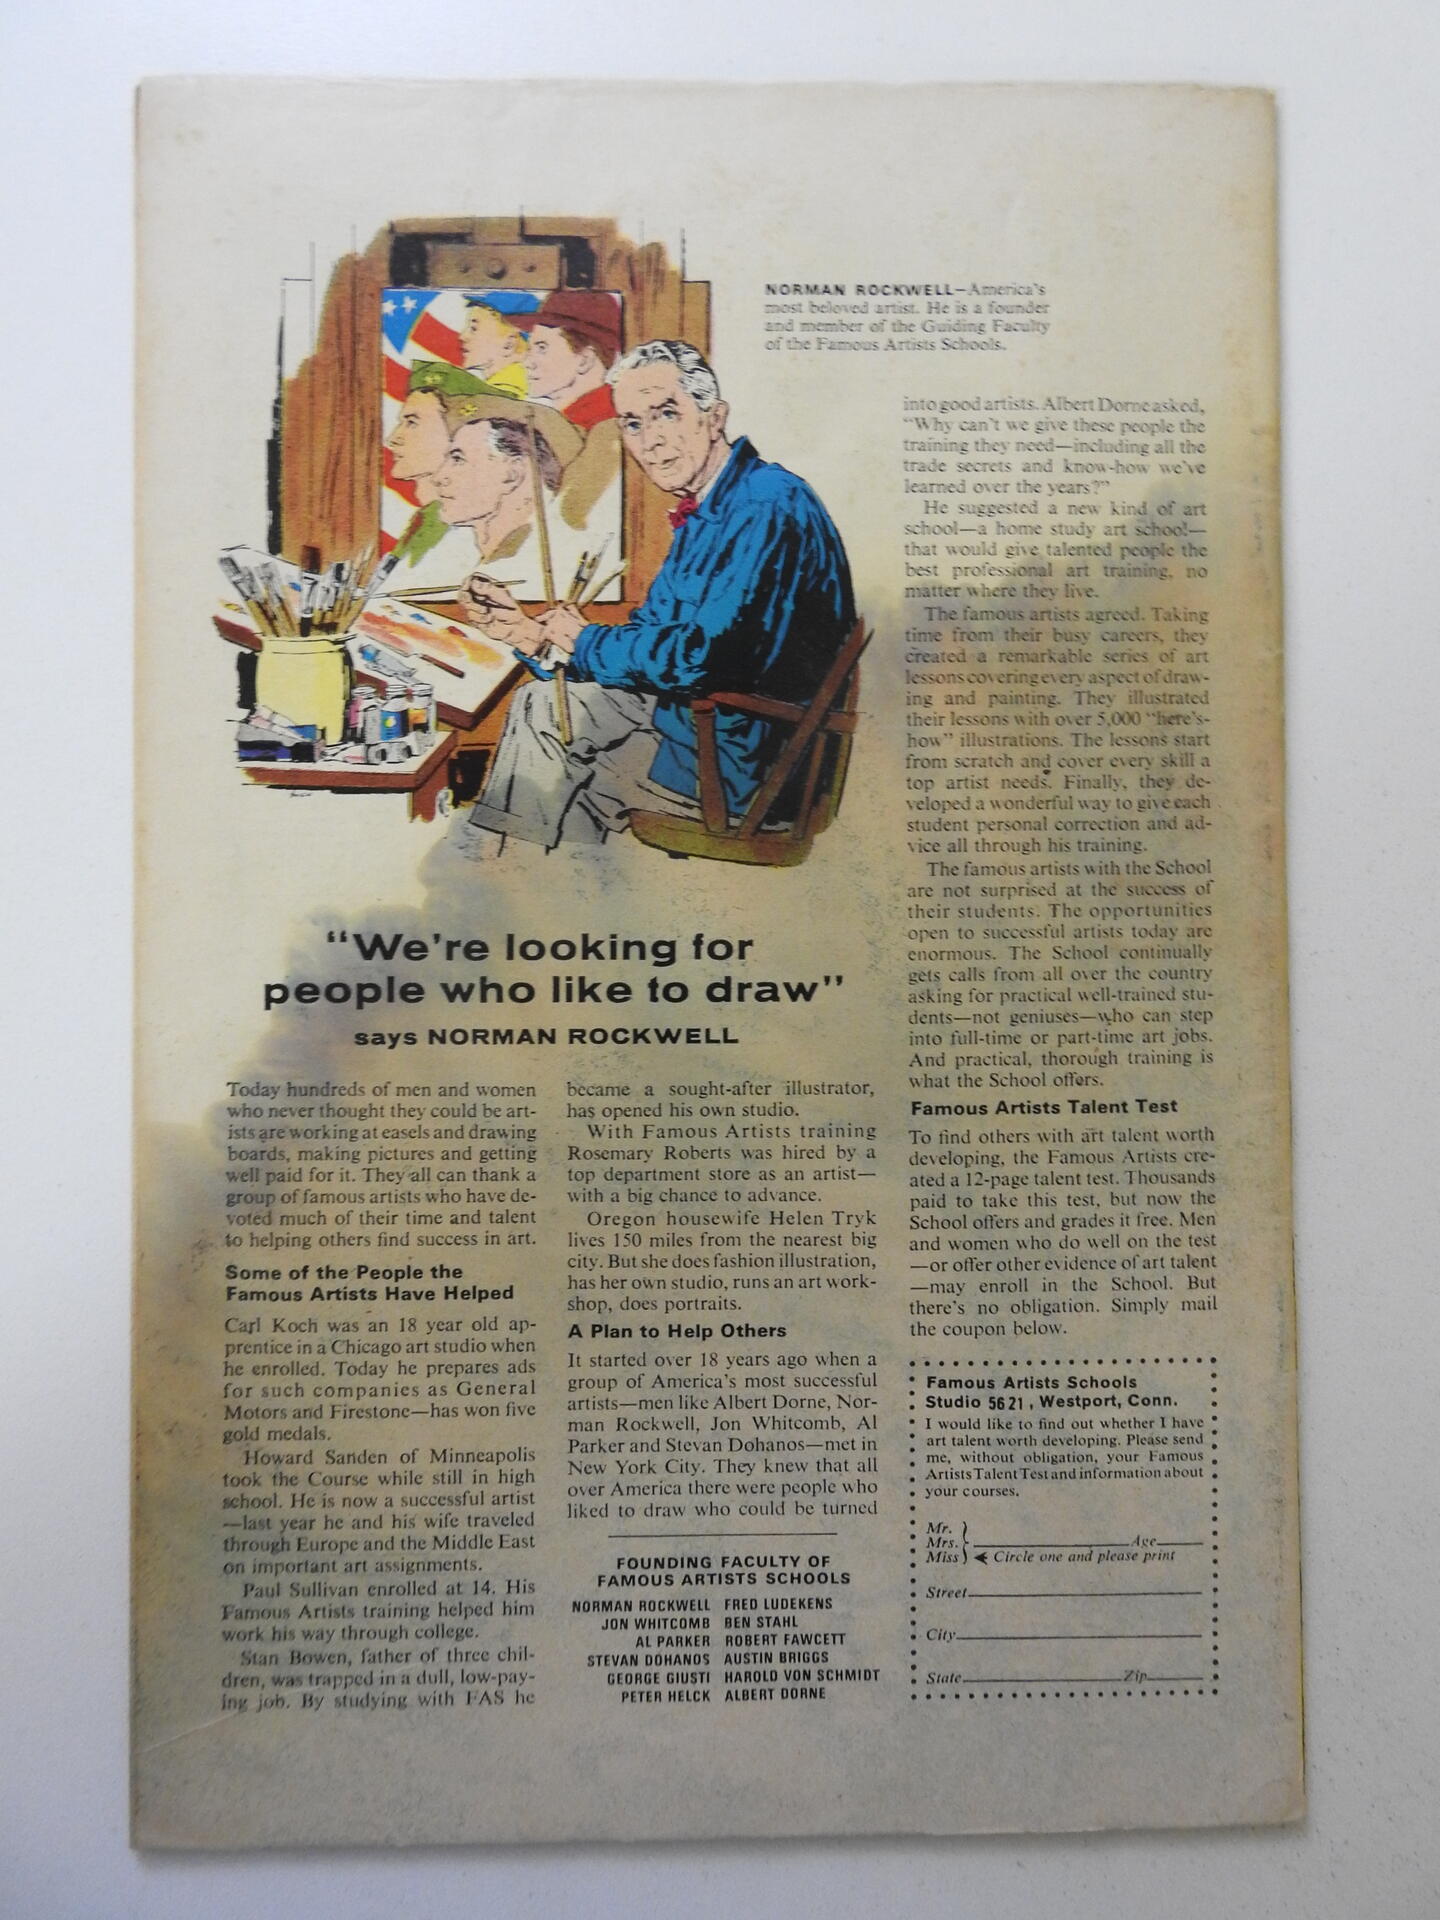 NORMAN ROCKWELL—America's
most beloved artist. He is a founder
and member of the Guiding Faculty
of the Famous Artists Schools.
"We're looking for
people who like to draw"
says NORMAN ROCKWELL
Today hundreds of men and women
who never thought they could be art-
ists are working at easels and drawing
boards, making pictures and getting
well paid for it. They all can thank a
group of famous artists who have de-
voted much of their time and talent
to helping others find success in art.
Some of the People the
Famous Artists Have Helped
Carl Koch was an 18 year old ap-
prentice in a Chicago art studio when
he enrolled. Today he prepares ads
for such companies as General
Motors and Firestone—has won five
gold medals.
Howard Sanden of Minneapolis
took the Course while still in high
school. He is now a successful artist
—last year he and his wife traveled
through Europe and the Middle East
on important art assignments.
Paul Sullivan enrolled at 14. His
Famous Artists training helped him
work his way through college.
Stan Bowen, father of three chil-
dren, was trapped in a dull, low-pay-
ing job. By studying with FAS he
became a sought-after illustrator,
has opened his own studio.
With Famous Artists training
Rosemary Roberts was hired by a
top department store as an artist—
with a big chance to advance.
Oregon housewife Helen Tryk
lives 150 miles from the nearest big
city. But she does fashion illustration,
has her own studio, runs an art work-
shop, does portraits.
A Plan to Help Others
It started over 18 years ago when a
group of America's most successful
artists—men like Albert Dorne, Nor-
man Rockwell, Jon Whitcomb, Al
Parker and Stevan Dohanos—met in
New York City. They knew that all
over America there were people who
liked to draw who could be turned
into good artists. Albert Dorne asked,
"Why can't we give these people the
training they need—including all the
trade secrets and know-how we've
learned over the years?"
He suggested a new kind of art
school—a home study art school—
that would give talented people the
best professional art training, no
matter where they live.
The famous artists agreed. Taking
time from their busy careers, they
created a remarkable series of art
lessons covering every aspect of draw-
ing and painting. They illustrated
their lessons with over 5,000 "here's-
how" illustrations. The lessons start
from scratch and cover every skill a
top artist needs. Finally, they de-
veloped a wonderful way to give each
student personal correction and ad-
vice all through his training.
The famous artists with the School
are not surprised at the success of
their students. The opportunities
open to successful artists today are
enormous. The School continually
gets calls from all over the country
asking for practical well-trained stu-
dents—not geniuses—who can step
into full-time or part-time art jobs.
And practical, thorough training is
what the School offers.
Famous Artists Talent Test
To find others with art talent worth
developing, the Famous Artists cre-
ated a 12-page talent test. Thousands
paid to take this test, but now the
School offers and grades it free. Men
and women who do well on the test
—or offer other evidence of art talent
—may enroll in the School. But
there's no obligation. Simply mail
the coupon below.
FOUNDING FACULTY OF
FAMOUS ARTISTS SCHOOLS
NORMAN ROCKWELL FRED LUDEKENS
JON WHITCOMB BEN STAHL
AL PARKER ROBERT FAWCETT
STEVAN DOHANOS AUSTIN BRIGGS
GEORGE GIUSTI HAROLD VON SCHMIDT
PETER HELCK ALBERT DORNE
Famous Artists Schools
Studio 5621, Westport, Conn.
I would like to find out whether I have
art talent worth developing. Please send
me, without obligation, your Famous
Artists Talent Test and information about
your courses.
Mr.
Mrs. Age
Miss Circle one and please print
Street
City
State Zip